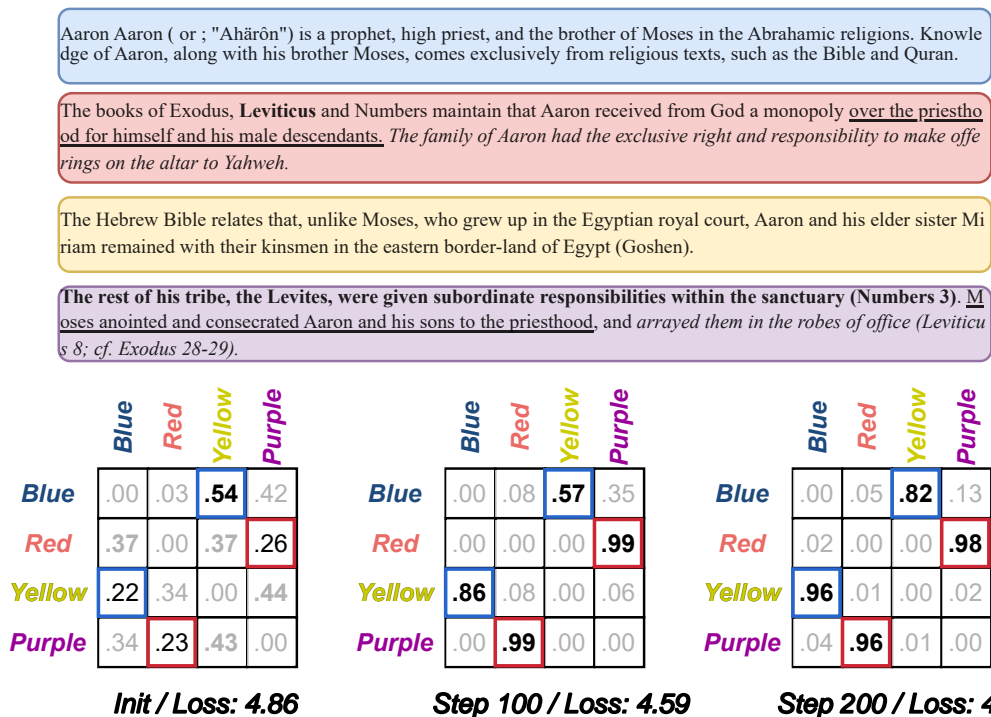 Aaron Aaron ( or ; "Ahärôn") is a prophet, high priest, and the brother of Moses in the Abrahamic religions. Knowle
dge of Aaron, along with his brother Moses, comes exclusively from religious texts, such as the Bible and Quran.
The books of Exodus, Leviticus and Numbers maintain that Aaron received from God a monopoly over the priestho
od for himself and his male descendants. The family of Aaron had the exclusive right and responsibility to make offe
rings on the altar to Yahweh.
The Hebrew Bible relates that, unlike Moses, who grew up in the Egyptian royal court, Aaron and his elder sister Mi
riam remained with their kinsmen in the eastern border-land of Egypt (Goshen).
The rest of his tribe, the Levites, were given subordinate responsibilities within the sanctuary (Numbers 3). M
oses anointed and consecrated Aaron and his sons to the priesthood, and arrayed them in the robes of office (Leviticu
s 8; cf. Exodus 28-29).
Blue Red Yellow Purple
Blue .00 .03 .54 .42
Red .37 .00 .37 .26
Yellow .22 .34 .00 .44
Purple .34 .23 .43 .00
Init / Loss: 4.86
Blue Red Yellow Purple
Blue .00 .08 .57 .35
Red .00 .00 .00 .99
Yellow .86 .08 .00 .06
Purple .00 .99 .00 .00
Step 100 / Loss: 4.59
Blue Red Yellow Purple
Blue .00 .05 .82 .13
Red .02 .00 .00 .98
Yellow .96 .01 .00 .02
Purple .04 .96 .01 .00
Step 200 / Loss: 4